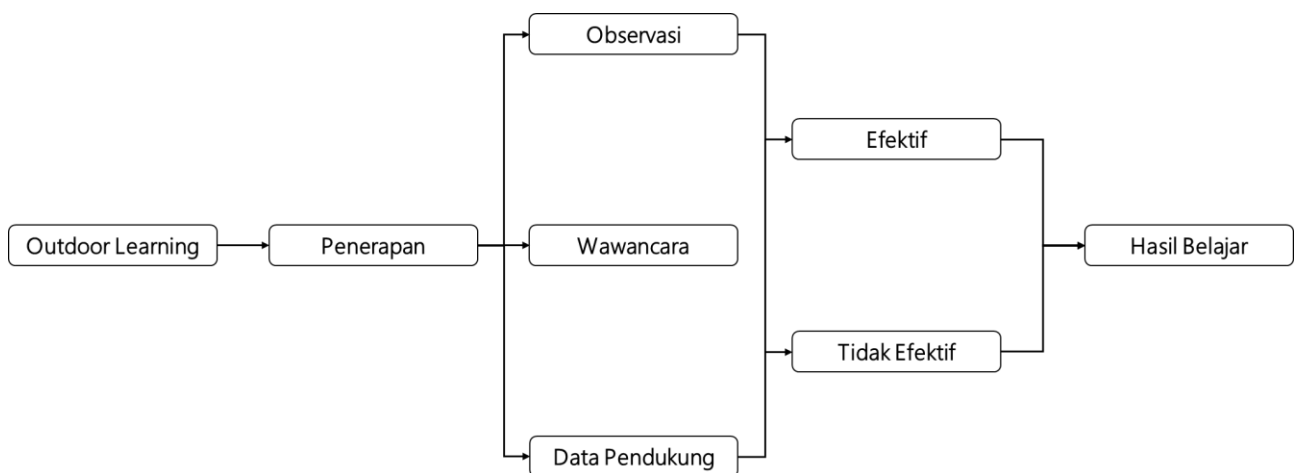 Observasi
Efektif
Outdoor Learning
Penerapan
Wawancara
Hasil Belajar
Tidak Efektif
Data Pendukung